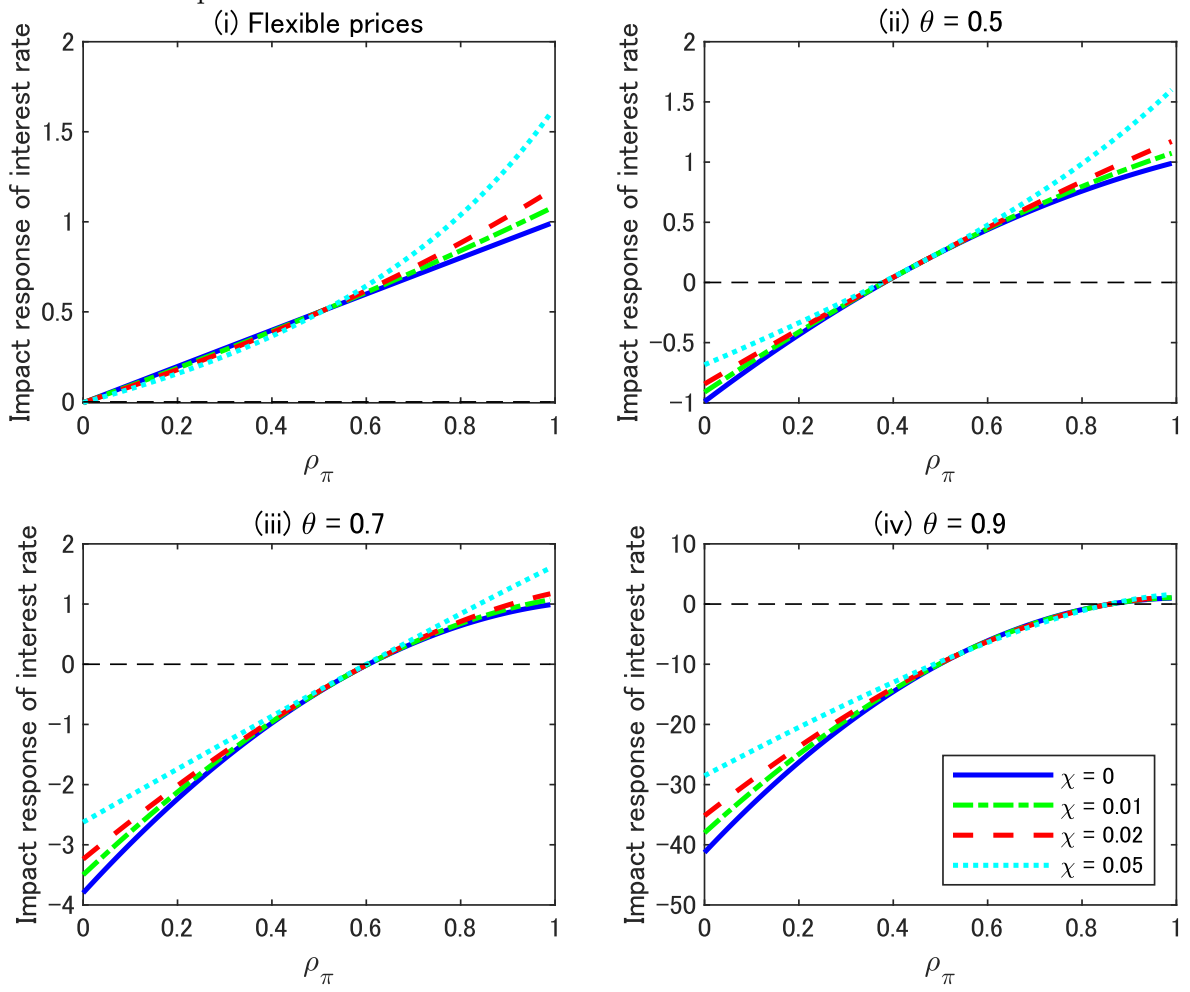 (i) Flexible prices
Impact response of interest rate
2
1.5
1
0.5
0
0 0.2 0.4 0.6 0.8 1
ρπ
(ii) θ = 0.5
Impact response of interest rate
2
1.5
1
0.5
0
-0.5
-1
0 0.2 0.4 0.6 0.8 1
ρπ
(iii) θ = 0.7
Impact response of interest rate
2
1
0
-1
-2
-3
-4
0 0.2 0.4 0.6 0.8 1
ρπ
(iv) θ = 0.9
Impact response of interest rate
10
0
-10
-20
-30
-40
-50
0 0.2 0.4 0.6 0.8 1
ρπ
χ = 0
χ = 0.01
χ = 0.02
χ = 0.05